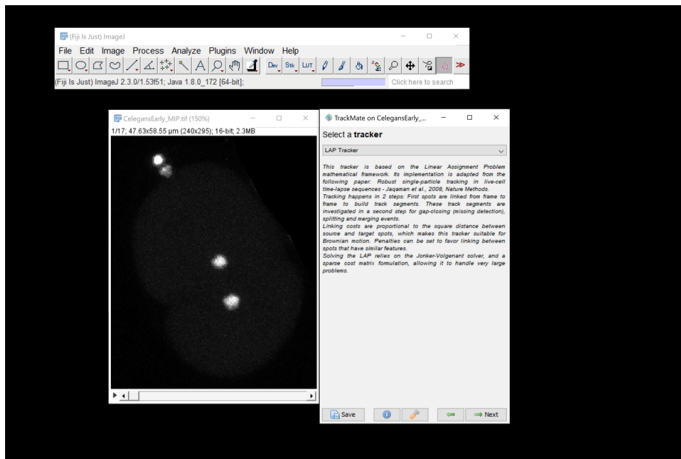 (Fiji Is Just) ImageJ
File Edit Image Process Analyze Plugins Window Help
Dev Stk LUT
(Fiji Is Just) ImageJ 2.3.0/1.53f51; Java 1.8.0_172 [64-bit];
Click here to search
CelegansEarly_MIP.tif (150%)
1/17; 47.63x58.55 µm (240x295); 16-bit; 2.3MB
TrackMate on CelegansEarly_...
Select a tracker
LAP Tracker
This tracker is based on the Linear Assignment Problem
mathematical framework. Its implementation is adapted from the
following paper: Robust single-particle tracking in live-cell
time-lapse sequences - Jaqaman et al., 2008, Nature Methods.
Tracking happens in 2 steps: First spots are linked from frame to
frame to build track segments. These track segments are
investigated in a second step for gap-closing (missing detection),
splitting and merging events.
Linking costs are proportional to the square distance between
source and target spots, which makes this tracker suitable for
Brownian motion. Penalties can be set to favor linking between
spots that have similar features.
Solving the LAP relies on the Jonker-Volgenant solver, and a
sparse cost matrix fomulation, allowing it to handle very large
problems.
Save
Next